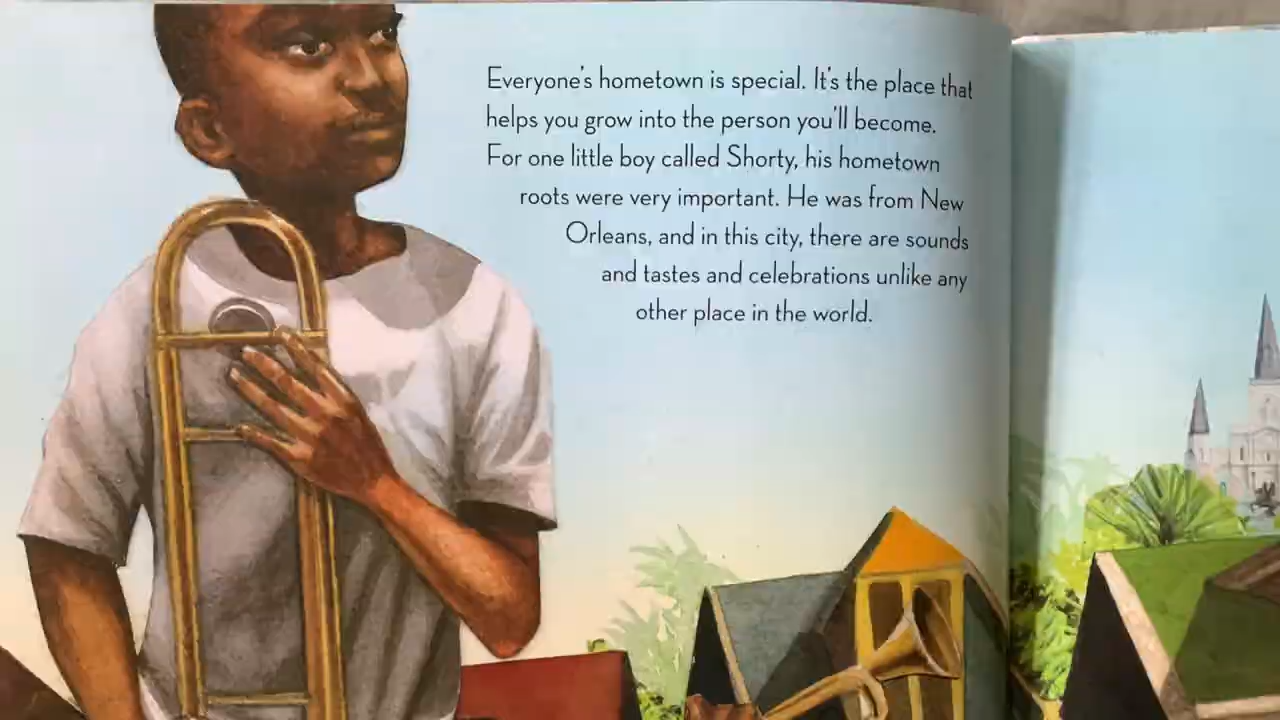 Everyone's hometown is special. It's the place that
helps you grow into the person you'll become.
For one little boy called Shorty, his hometown
roots were very important. He was from New
Orleans, and in this city, there are sounds
and tastes and celebrations unlike any
other place in the world.